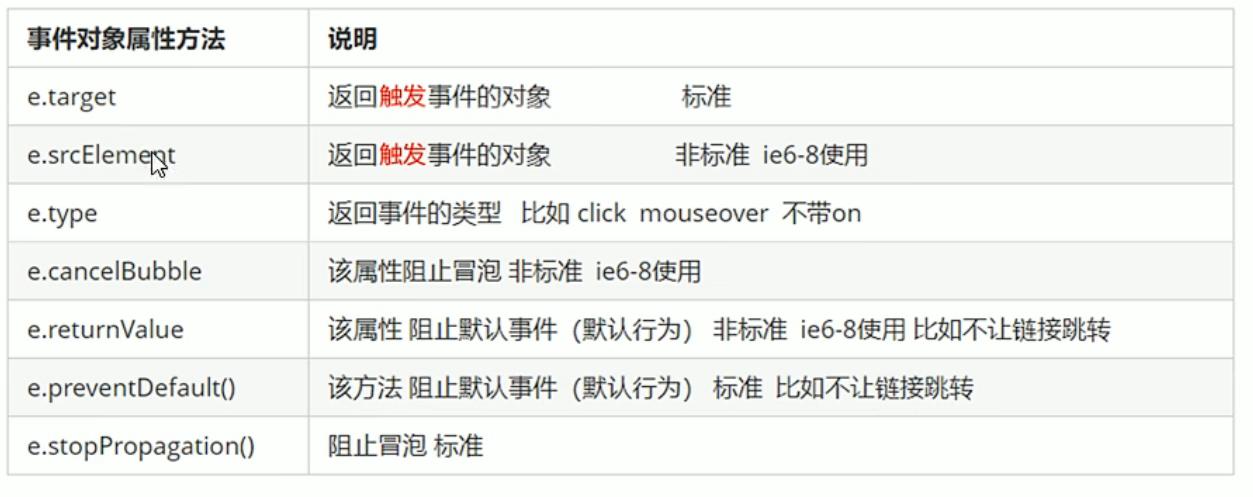 事件对象属性方法 说明
e.target 返回触发事件的对象 标准
e.srcElement 返回触发事件的对象 非标准 ie6-8使用
e.type 返回事件的类型 比如 click mouseover 不带on
e.cancelBubble 该属性阻止冒泡 非标准 ie6-8使用
e.returnValue 该属性 阻止默认事件（默认行为） 非标准 ie6-8使用 比如不让链接跳转
e.preventDefault() 该方法 阻止默认事件（默认行为） 标准 比如不让链接跳转
e.stopPropagation() 阻止冒泡 标准